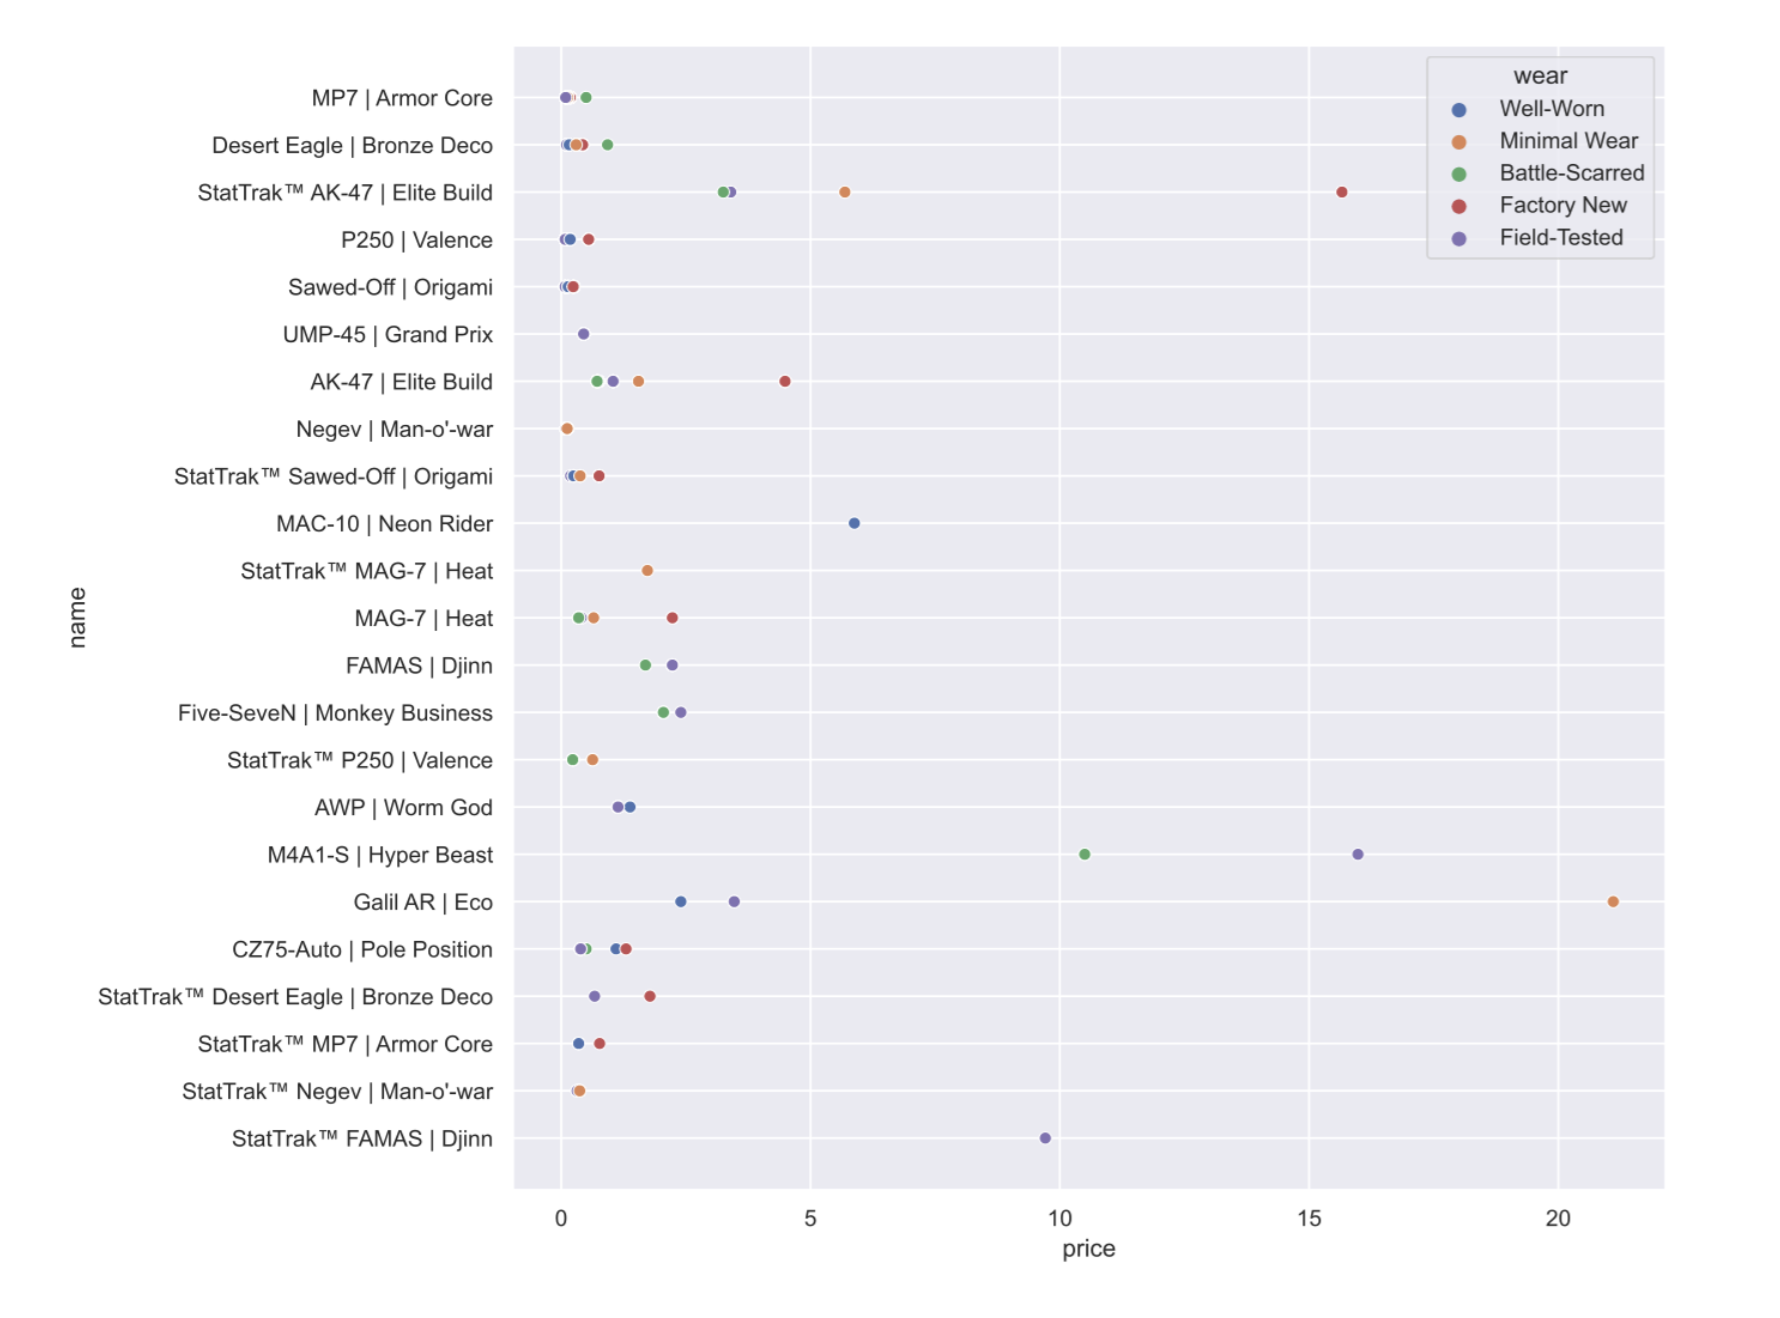 wear
Well-Worn
Minimal Wear
Battle-Scarred
Factory New
Field-Tested
name
MP7 | Armor Core
Desert Eagle | Bronze Deco
StatTrak™ AK-47 | Elite Build
P250 | Valence
Sawed-Off | Origami
UMP-45 | Grand Prix
AK-47 | Elite Build
Negev | Man-o'-war
StatTrak™ Sawed-Off | Origami
MAC-10 | Neon Rider
StatTrak™ MAG-7 | Heat
MAG-7 | Heat
FAMAS | Djinn
Five-SeveN | Monkey Business
StatTrak™ P250 | Valence
AWP | Worm God
M4A1-S | Hyper Beast
Galil AR | Eco
CZ75-Auto | Pole Position
StatTrak™ Desert Eagle | Bronze Deco
StatTrak™ MP7 | Armor Core
StatTrak™ Negev | Man-o'-war
StatTrak™ FAMAS | Djinn
0 5 10 15 20
price